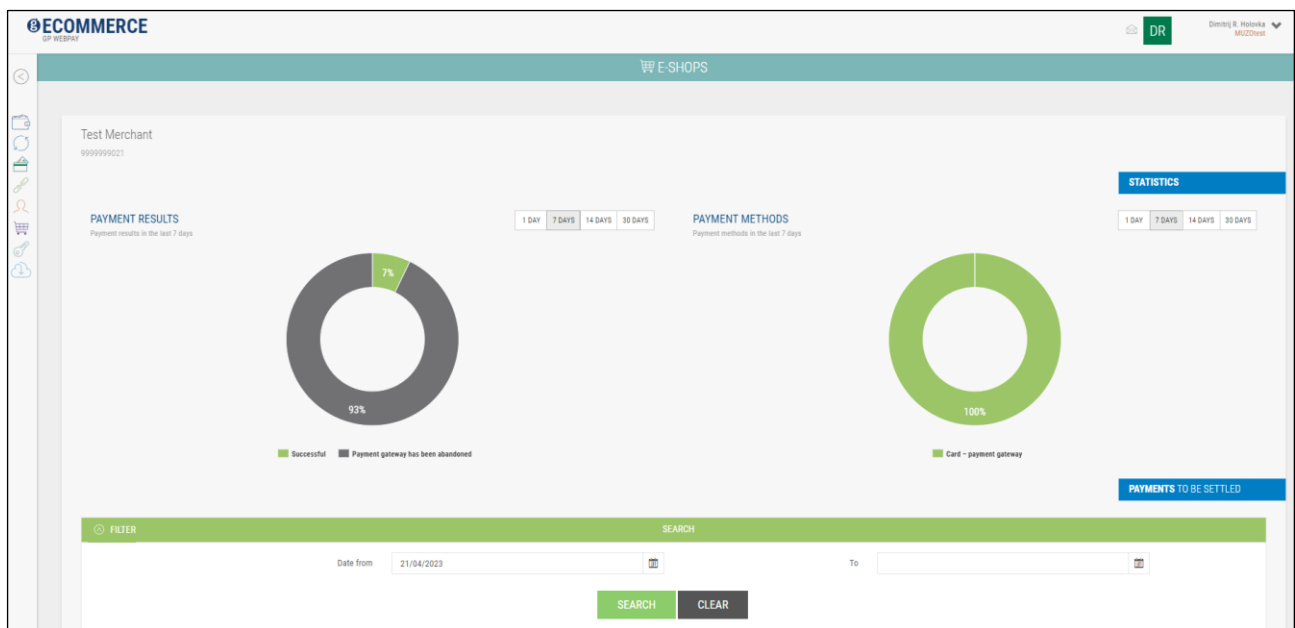 ECOMMERCE
GP WEBPAY
DR
Dimitrij R. Holovka
MUZOtest
E-SHOPS
Test Merchant
9999999021
STATISTICS
PAYMENT RESULTS
Payment results in the last 7 days
1 DAY 7 DAYS 14 DAYS 30 DAYS
PAYMENT METHODS
Payment methods in the last 7 days
1 DAY 7 DAYS 14 DAYS 30 DAYS
7%
93%
100%
Successful Payment gateway has been abandoned
Card – payment gateway
PAYMENTS TO BE SETTLED
FILTER
SEARCH
Date from 21/04/2023
To
SEARCH CLEAR